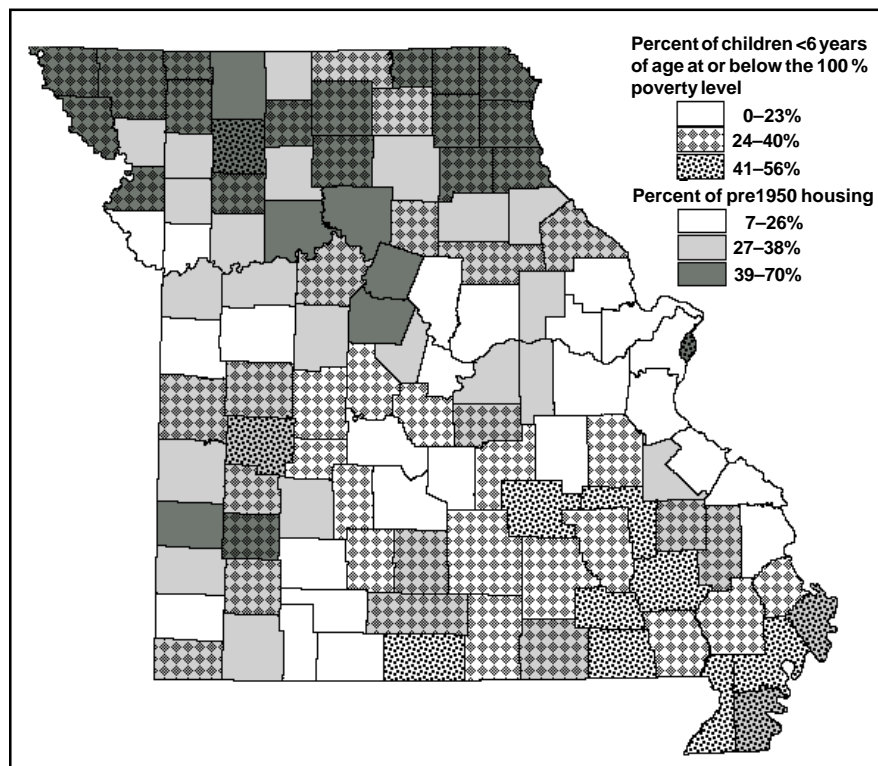 Percent of children <6 years
of age at or below the 100 %
poverty level
0–23%
24–40%
41–56%
Percent of pre1950 housing
7–26%
27–38%
39–70%